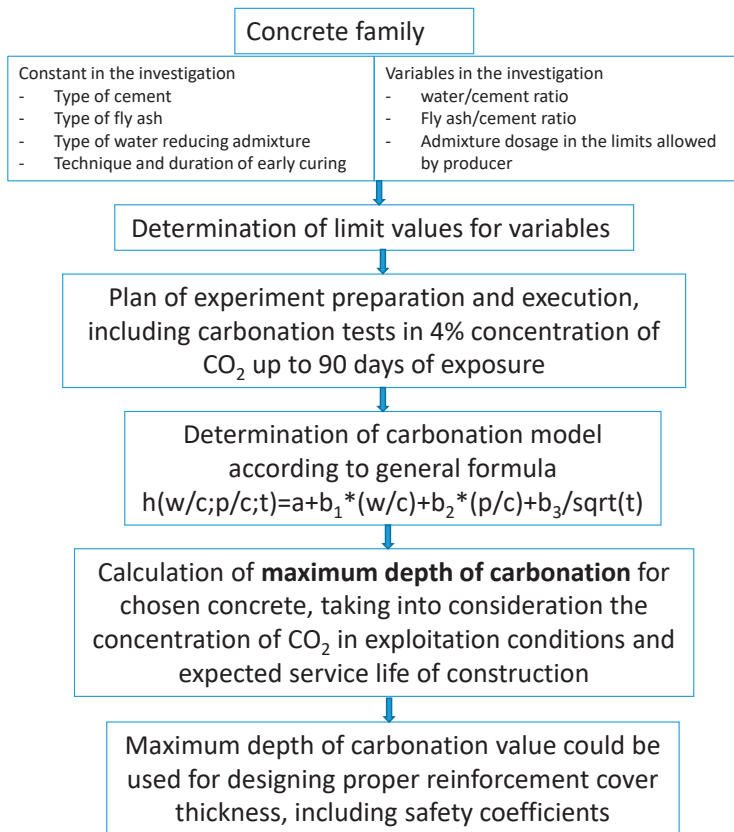 Concrete family
Constant in the investigation
- Type of cement
- Type of fly ash
- Type of water reducing admixture
- Technique and duration of early curing
Variables in the investigation
- water/cement ratio
- Fly ash/cement ratio
- Admixture dosage in the limits allowed
by producer
Determination of limit values for variables
Plan of experiment preparation and execution,
including carbonation tests in 4% concentration of
CO₂ up to 90 days of exposure
Determination of carbonation model
according to general formula
h(w/c;p/c;t)=a+b₁*(w/c)+b₂*(p/c)+b₃/sqrt(t)
Calculation of maximum depth of carbonation for
chosen concrete, taking into consideration the
concentration of CO₂ in exploitation conditions and
expected service life of construction
Maximum depth of carbonation value could be
used for designing proper reinforcement cover
thickness, including safety coefficients